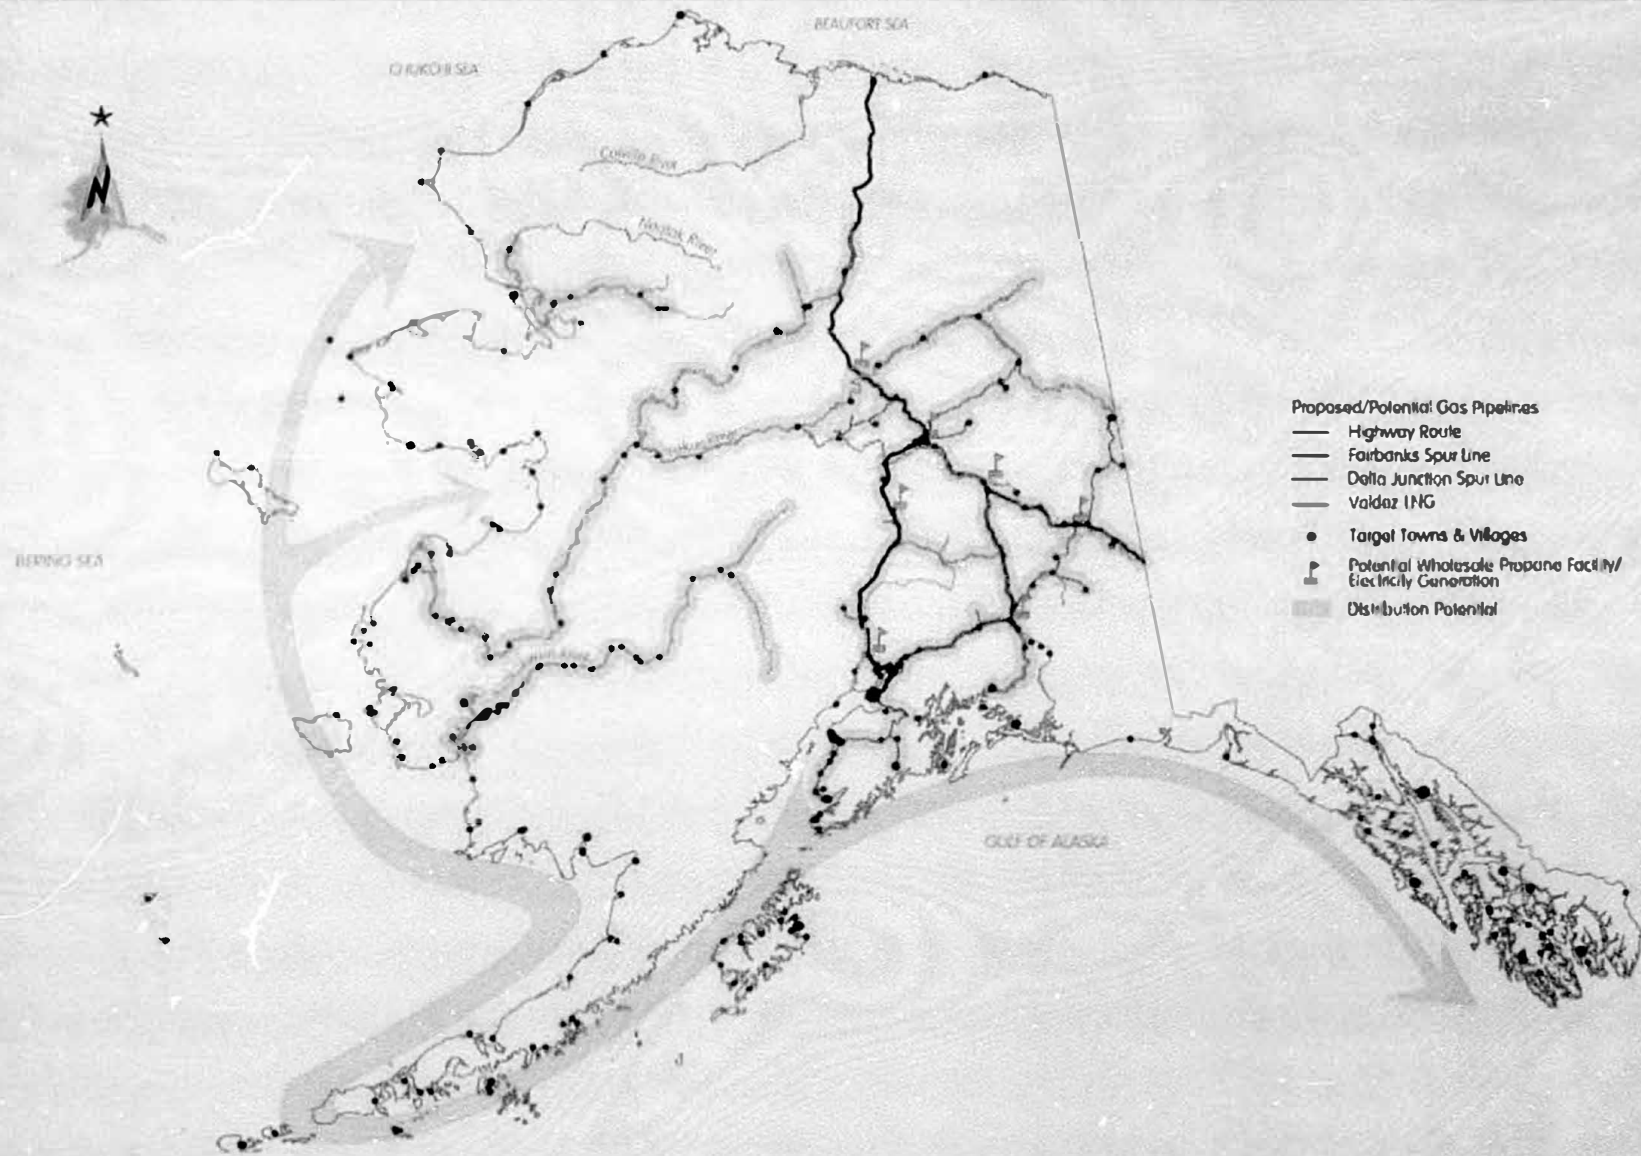 BEAUFORT SEA
CHUKCHI SEA
Colville River
Noatak River
N
Proposed/Potential Gas Pipelines
Highway Route
Fairbanks Spur Line
Delta Junction Spur Line
Valdez LNG
Target Towns & Villages
Potential Wholesale Propane Facility/
Electricity Generation
Distribution Potential
BERING SEA
Yukon River
GULF OF ALASKA